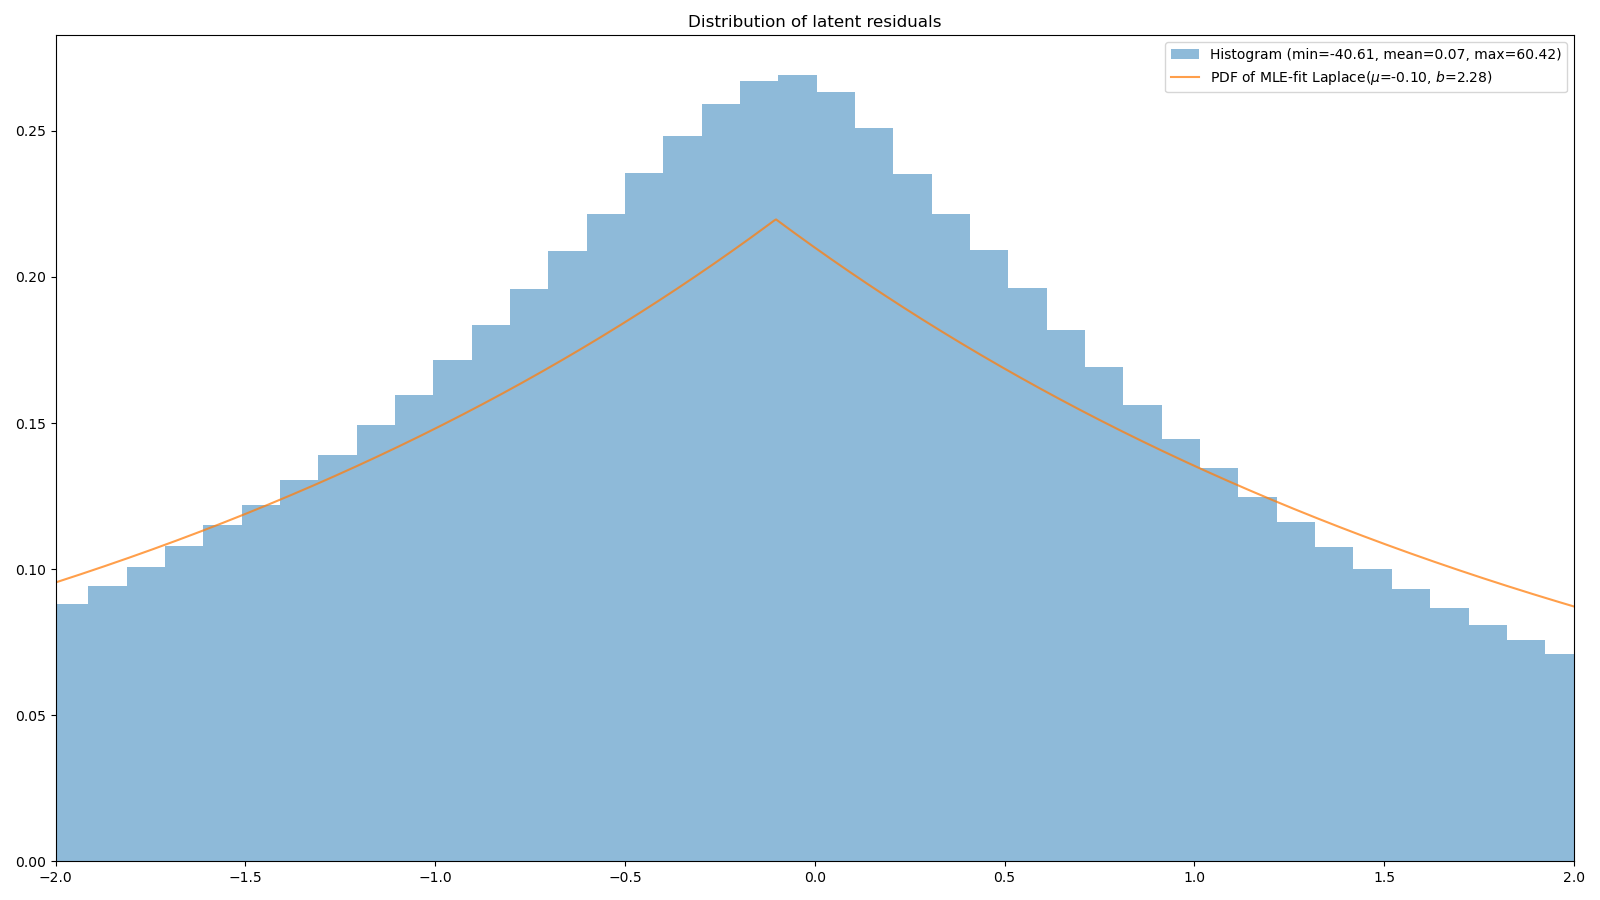 Distribution of latent residuals
Histogram (min=-40.61, mean=0.07, max=60.42)
PDF of MLE-fit Laplace(μ=-0.10, b=2.28)
0.25
0.20
0.15
0.10
0.05
0.00
−2.0 −1.5 −1.0 −0.5 0.0 0.5 1.0 1.5 2.0